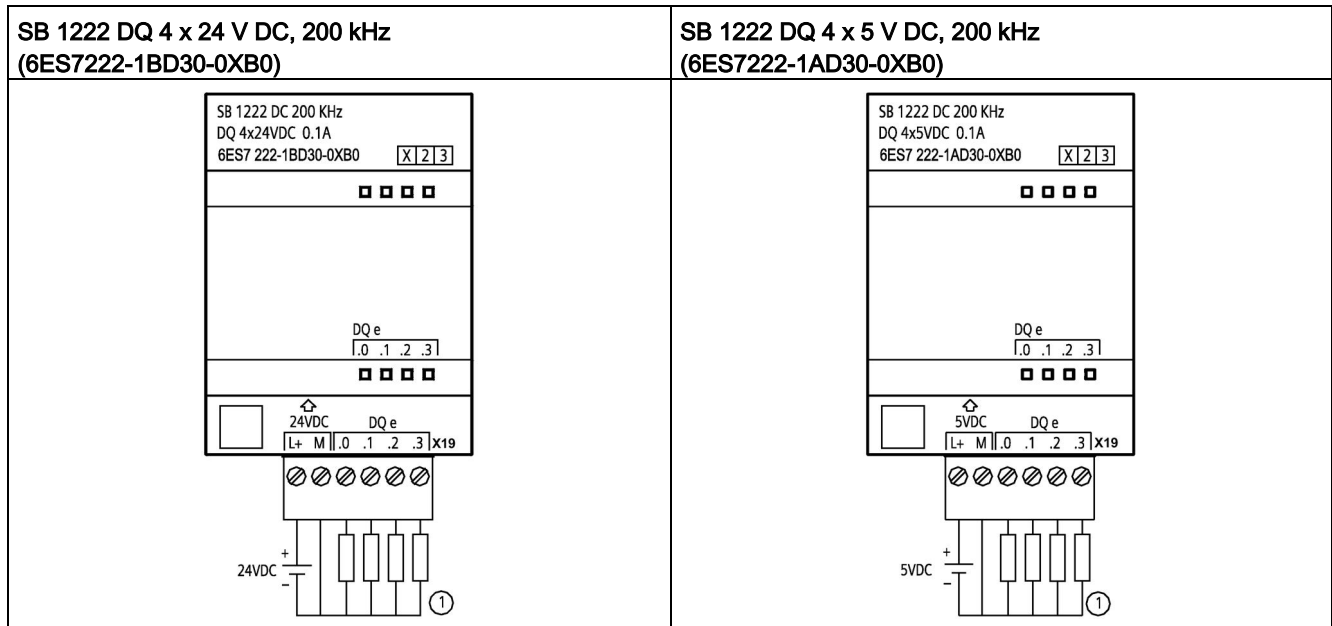 SB 1222 DQ 4 x 24 V DC, 200 kHz
(6ES7222-1BD30-0XB0)
SB 1222 DC 200 KHz
DQ 4x24VDC 0.1A
6ES7 222-1BD30-0XB0 X 2 3
DQ e
.0 .1 .2 .3
24VDC DQ e
L+ M .0 .1 .2 .3 X19
+
24VDC
−
1
SB 1222 DQ 4 x 5 V DC, 200 kHz
(6ES7222-1AD30-0XB0)
SB 1222 DC 200 KHz
DQ 4x5VDC 0.1A
6ES7 222-1AD30-0XB0 X 2 3
DQ e
.0 .1 .2 .3
5VDC DQ e
L+ M .0 .1 .2 .3 X19
+
5VDC
−
1